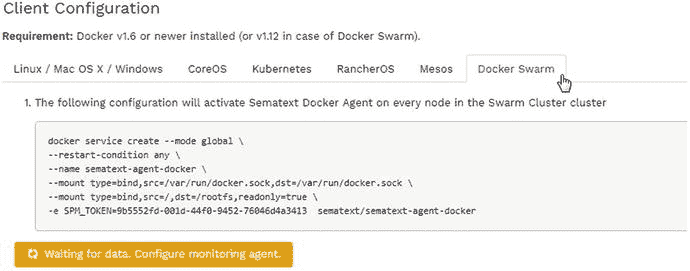 Client Configuration
Requirement: Docker v1.6 or newer installed (or v1.12 in case of Docker Swarm).
Linux / Mac OS X / Windows CoreOS Kubernetes RancherOS Mesos Docker Swarm
1. The following configuration will activate Sematext Docker Agent on every node in the Swarm Cluster cluster
docker service create --mode global \
--restart-condition any \
--name sematext-agent-docker \
--mount type=bind,src=/var/run/docker.sock,dst=/var/run/docker.sock \
--mount type=bind,src=/,dst=/rootfs,readonly=true \
-e SPM_TOKEN=9b5552fd-001d-44f0-9452-76046d4a3413 sematext/sematext-agent-docker
Waiting for data. Configure monitoring agent.